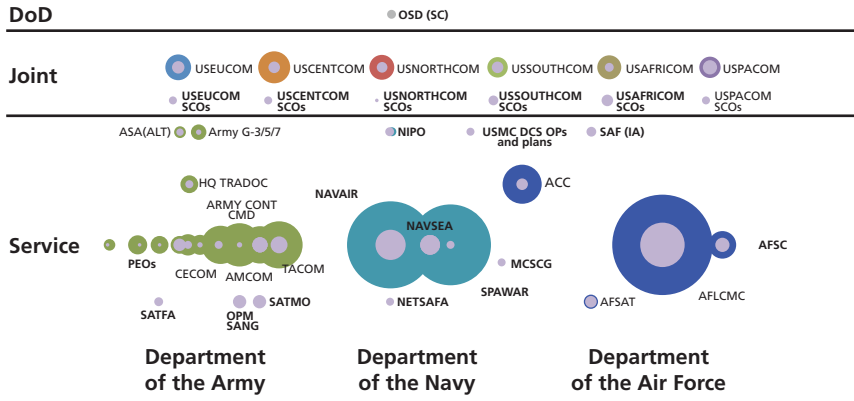 DoD
OSD (SC)
Joint
USEUCOM
USCENTCOM
USNORTHCOM
USSOUTHCOM
USAFRICOM
USPACOM
USEUCOM
SCOs
USCENTCOM
SCOs
USNORTHCOM
SCOs
USSOUTHCOM
SCOs
USAFRICOM
SCOs
USPACOM
SCOs
ASA(ALT)
Army G-3/5/7
NIPO
USMC DCS OPs
and plans
SAF (IA)
HQ TRADOC
NAVAIR
ACC
ARMY CONT
CMD
NAVSEA
Service
PEOs
CECOM
AMCOM
TACOM
MCSCG
SPAWAR
AFSC
AFLCMC
SATFA
OPM
SANG
SATMO
NETSAFA
AFSAT
Department
of the Army
Department
of the Navy
Department
of the Air Force